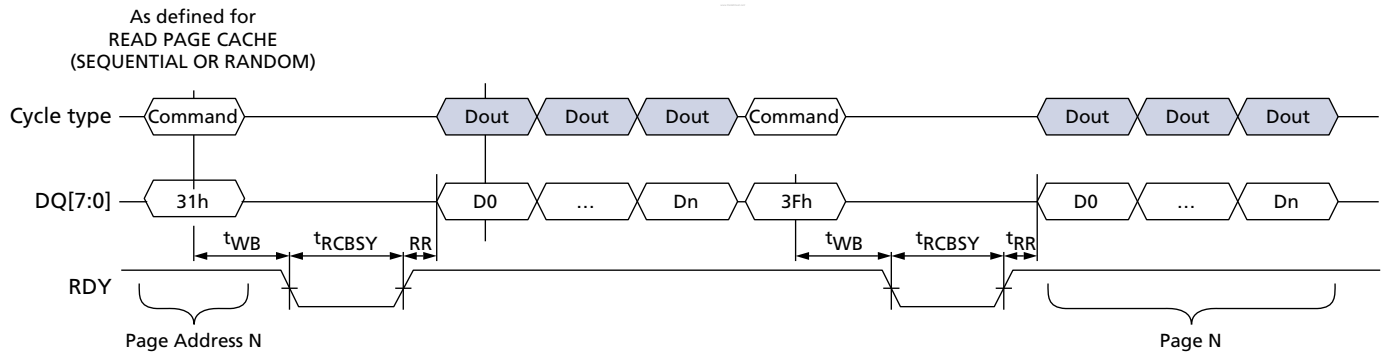 As defined for
READ PAGE CACHE
(SEQUENTIAL OR RANDOM)
Cycle type Command Dout Dout Dout Command Dout Dout Dout
DQ[7:0] 31h D0 ... Dn 3Fh D0 ... Dn
tWB tRCBSY RR tWB tRCBSY tRR
RDY
Page Address N Page N